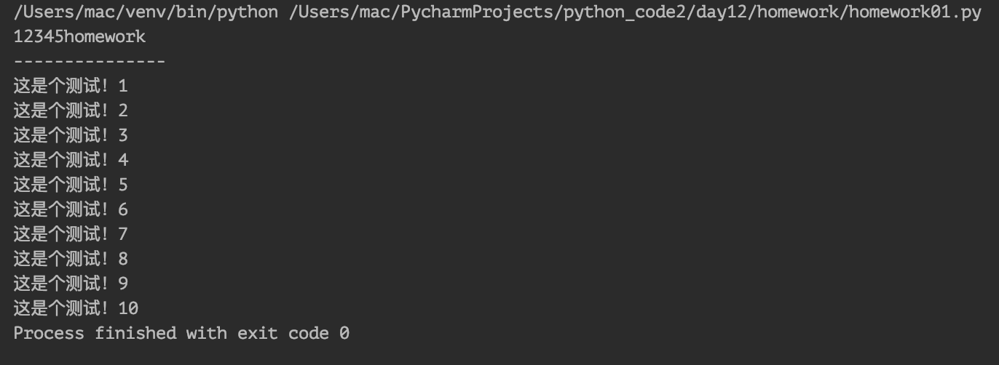 /Users/mac/venv/bin/python /Users/mac/PycharmProjects/python_code2/day12/homework/homework01.py
12345homework
---------------
这是个测试！1
这是个测试！2
这是个测试！3
这是个测试！4
这是个测试！5
这是个测试！6
这是个测试！7
这是个测试！8
这是个测试！9
这是个测试！10
Process finished with exit code 0